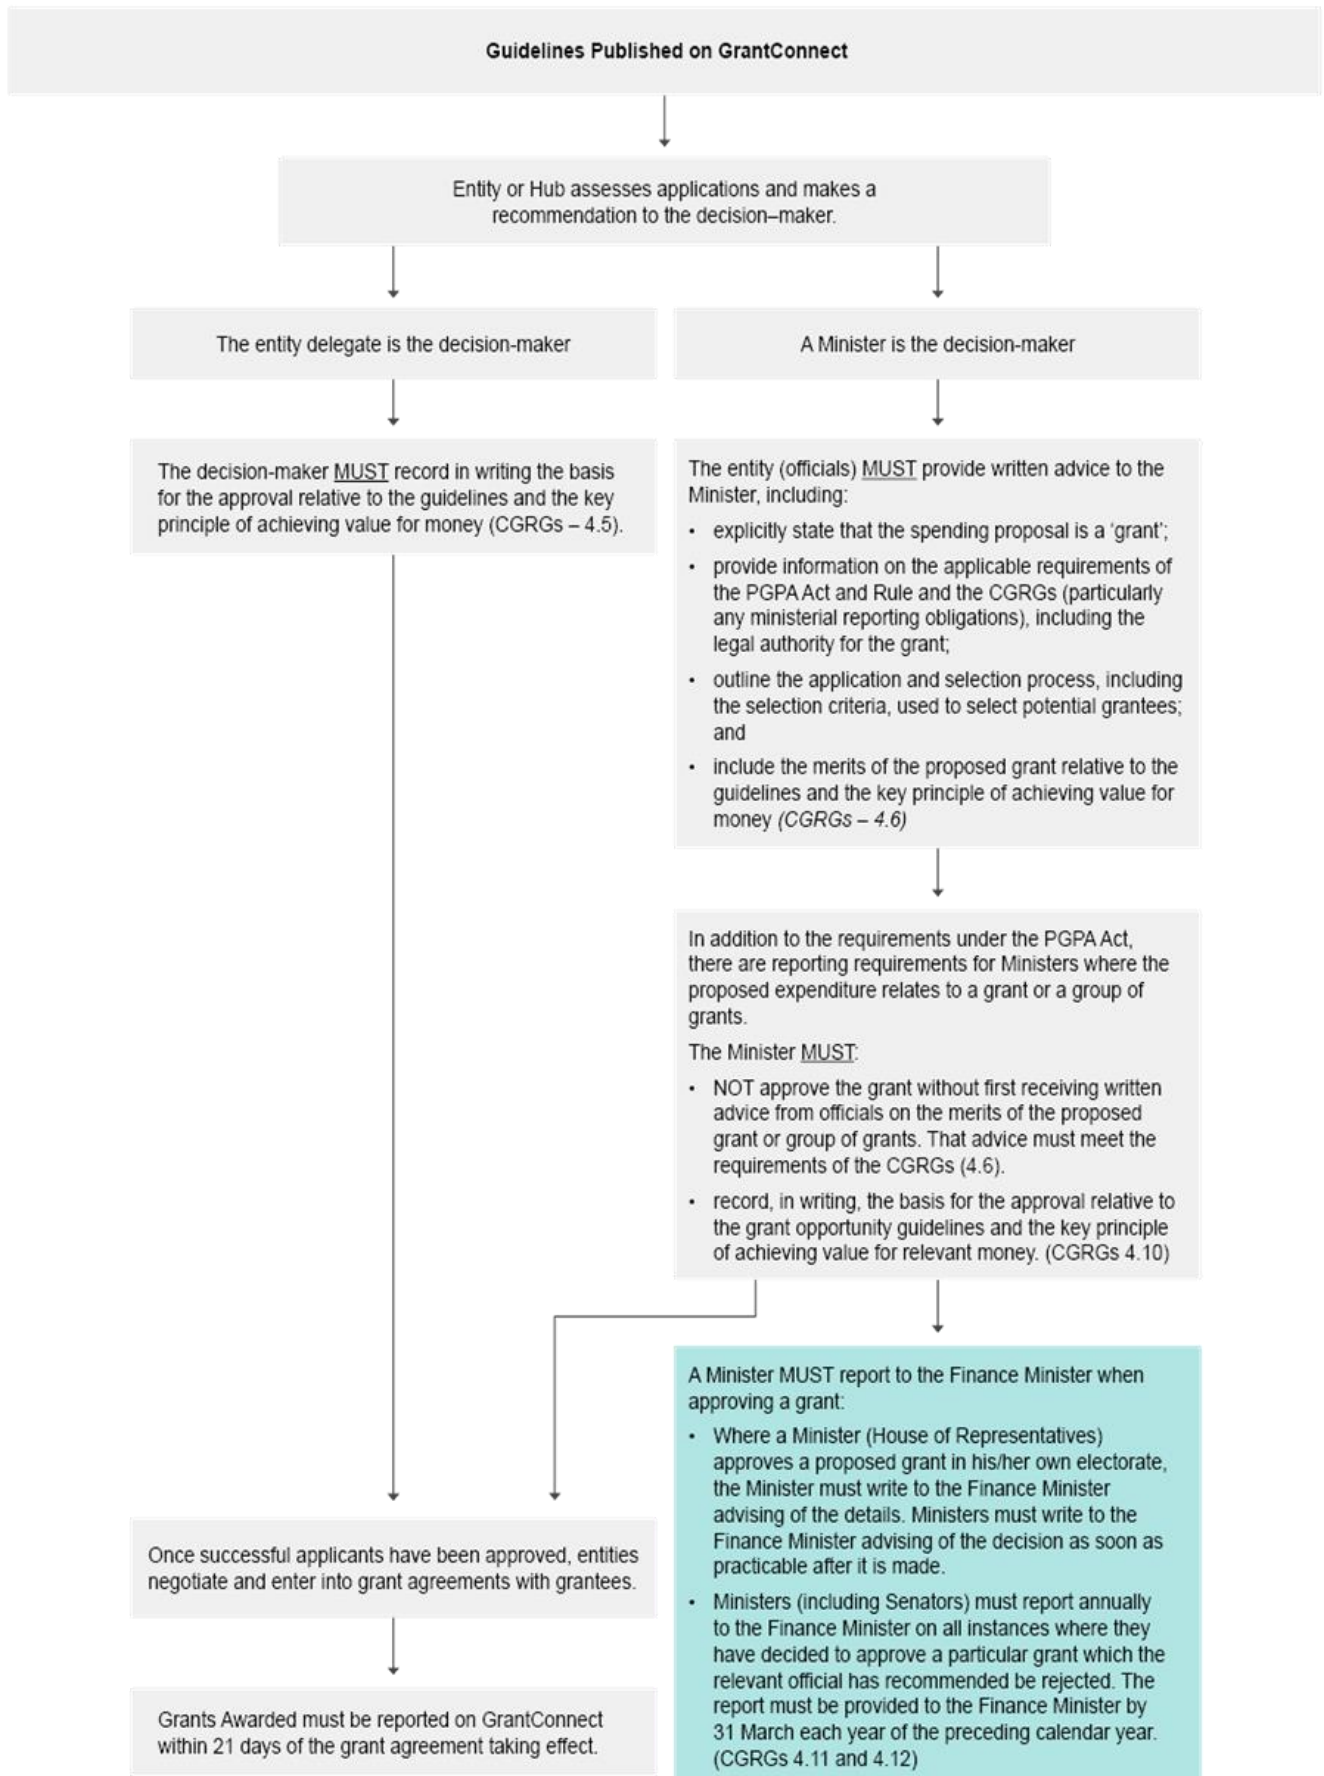 Guidelines Published on GrantConnect
Entity or Hub assesses applications and makes a
recommendation to the decision–maker.
The entity delegate is the decision-maker
A Minister is the decision-maker
The decision-maker MUST record in writing the basis
for the approval relative to the guidelines and the key
principle of achieving value for money (CGRGs – 4.5).
The entity (officials) MUST provide written advice to the
Minister, including:
• explicitly state that the spending proposal is a ‘grant’;
• provide information on the applicable requirements of
the PGPA Act and Rule and the CGRGs (particularly
any ministerial reporting obligations), including the
legal authority for the grant;
• outline the application and selection process, including
the selection criteria, used to select potential grantees;
and
• include the merits of the proposed grant relative to the
guidelines and the key principle of achieving value for
money (CGRGs – 4.6)
In addition to the requirements under the PGPA Act,
there are reporting requirements for Ministers where the
proposed expenditure relates to a grant or a group of
grants.
The Minister MUST:
• NOT approve the grant without first receiving written
advice from officials on the merits of the proposed
grant or group of grants. That advice must meet the
requirements of the CGRGs (4.6).
• record, in writing, the basis for the approval relative to
the grant opportunity guidelines and the key principle
of achieving value for relevant money. (CGRGs 4.10)
A Minister MUST report to the Finance Minister when
approving a grant:
• Where a Minister (House of Representatives)
approves a proposed grant in his/her own electorate,
the Minister must write to the Finance Minister
advising of the details. Ministers must write to the
Finance Minister advising of the decision as soon as
practicable after it is made.
• Ministers (including Senators) must report annually
to the Finance Minister on all instances where they
have decided to approve a particular grant which the
relevant official has recommended be rejected. The
report must be provided to the Finance Minister by
31 March each year of the preceding calendar year.
(CGRGs 4.11 and 4.12)
Once successful applicants have been approved, entities
negotiate and enter into grant agreements with grantees.
Grants Awarded must be reported on GrantConnect
within 21 days of the grant agreement taking effect.